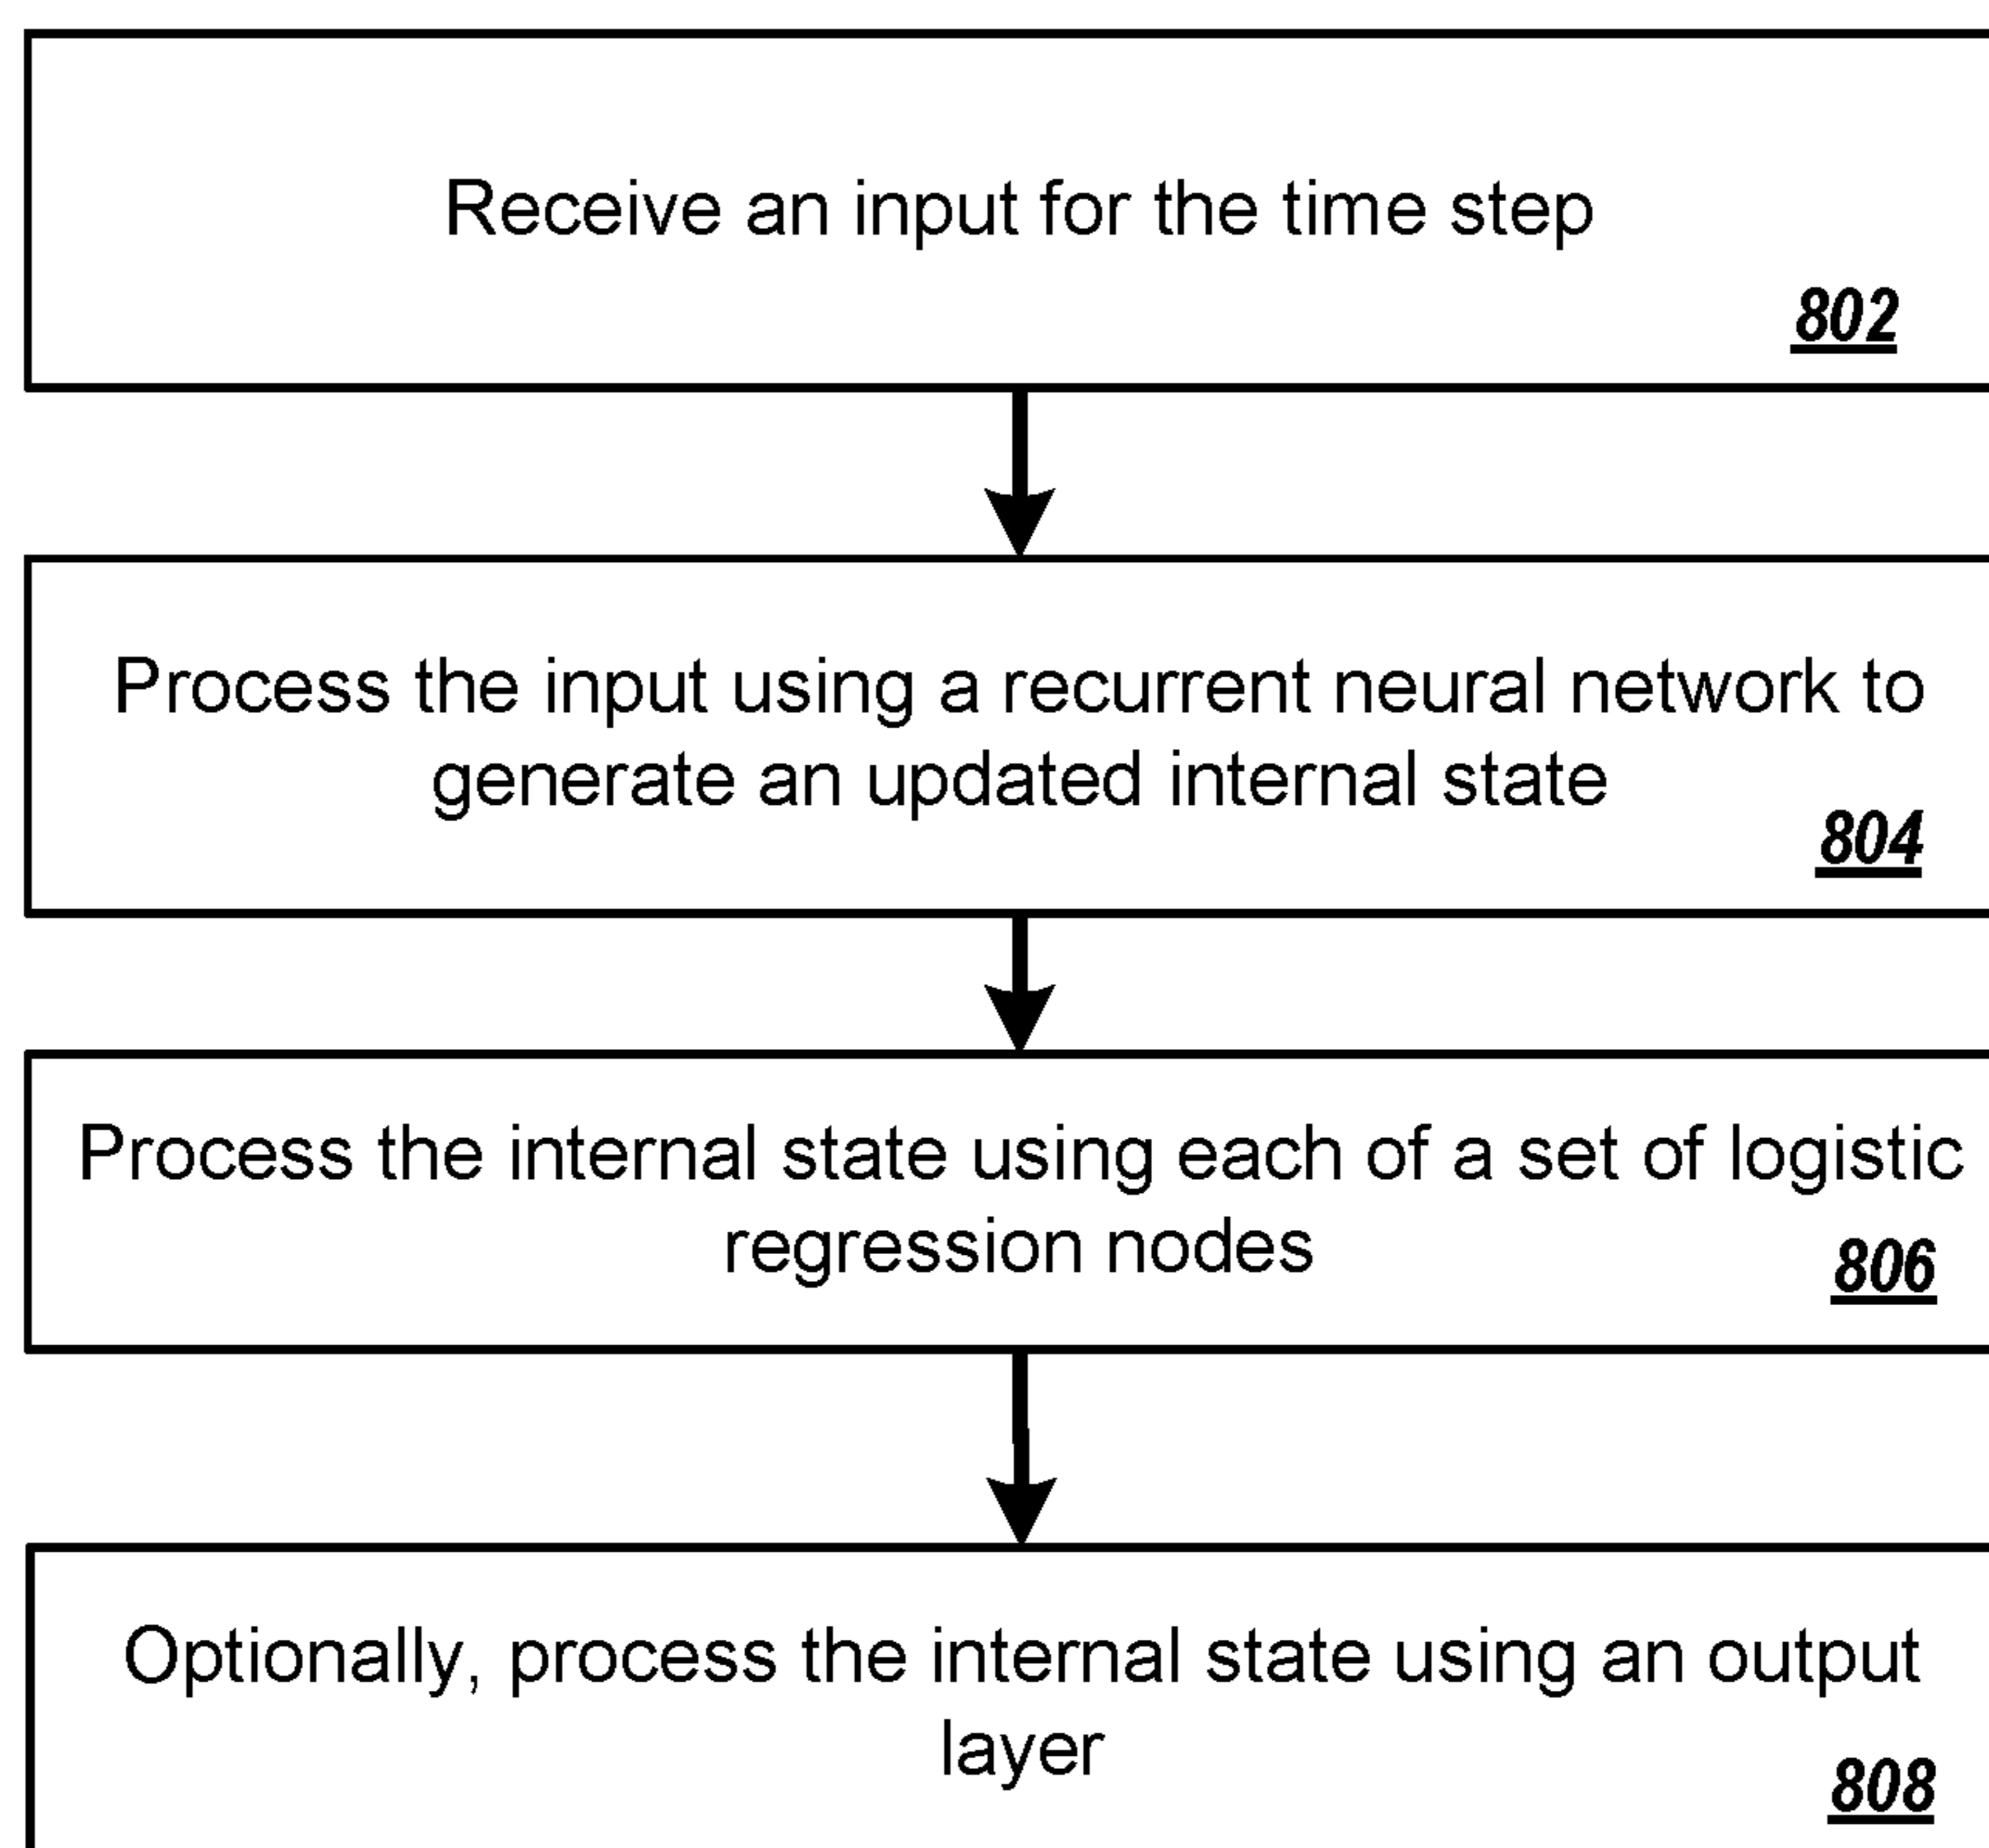 Receive an input for the time step
802
Process the input using a recurrent neural network to
generate an updated internal state
804
Process the internal state using each of a set of logistic
regression nodes
806
Optionally, process the internal state using an output
layer
808